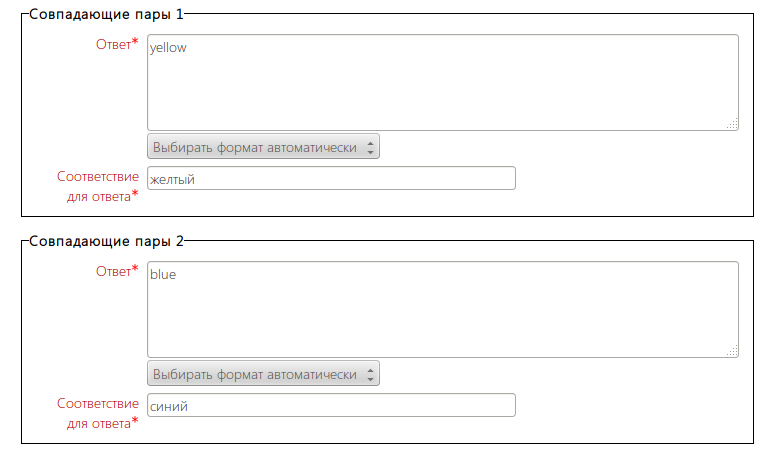 Совпадающие пары 1
Ответ*
yellow
Выбирать формат автоматически
Соответствие
для ответа*
желтый
Совпадающие пары 2
Ответ*
blue
Выбирать формат автоматически
Соответствие
для ответа*
синий